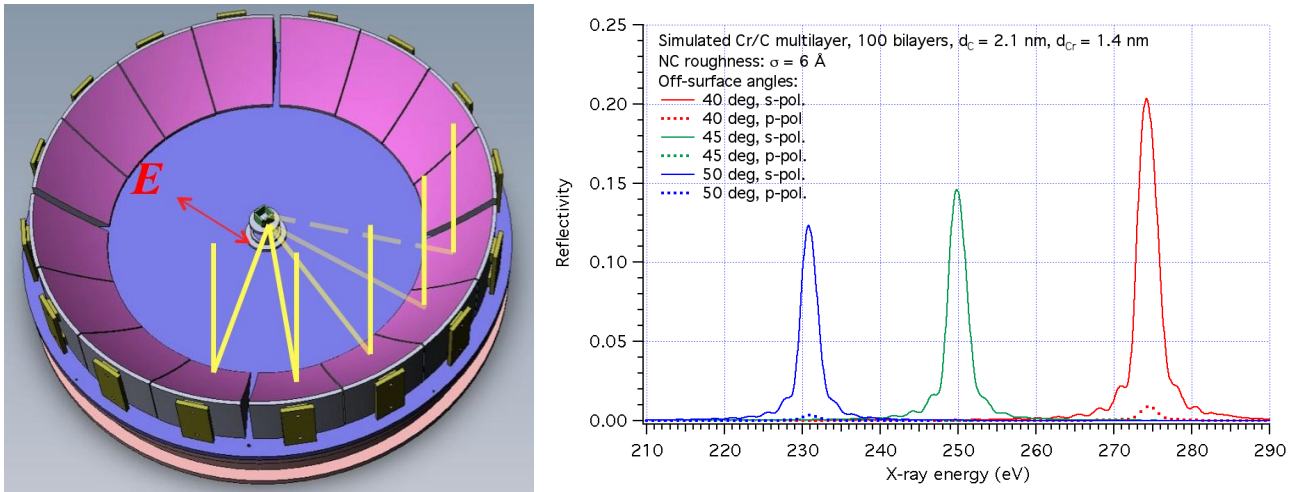 E
Simulated Cr/C multilayer, 100 bilayers, d_C = 2.1 nm, d_Cr = 1.4 nm
NC roughness: σ = 6 Å
Off-surface angles:
40 deg, s-pol.
40 deg, p-pol
45 deg, s-pol.
45 deg, p-pol.
50 deg, s-pol.
50 deg, p-pol.
Reflectivity
0.25
0.20
0.15
0.10
0.05
0.00
210 220 230 240 250 260 270 280 290
X-ray energy (eV)